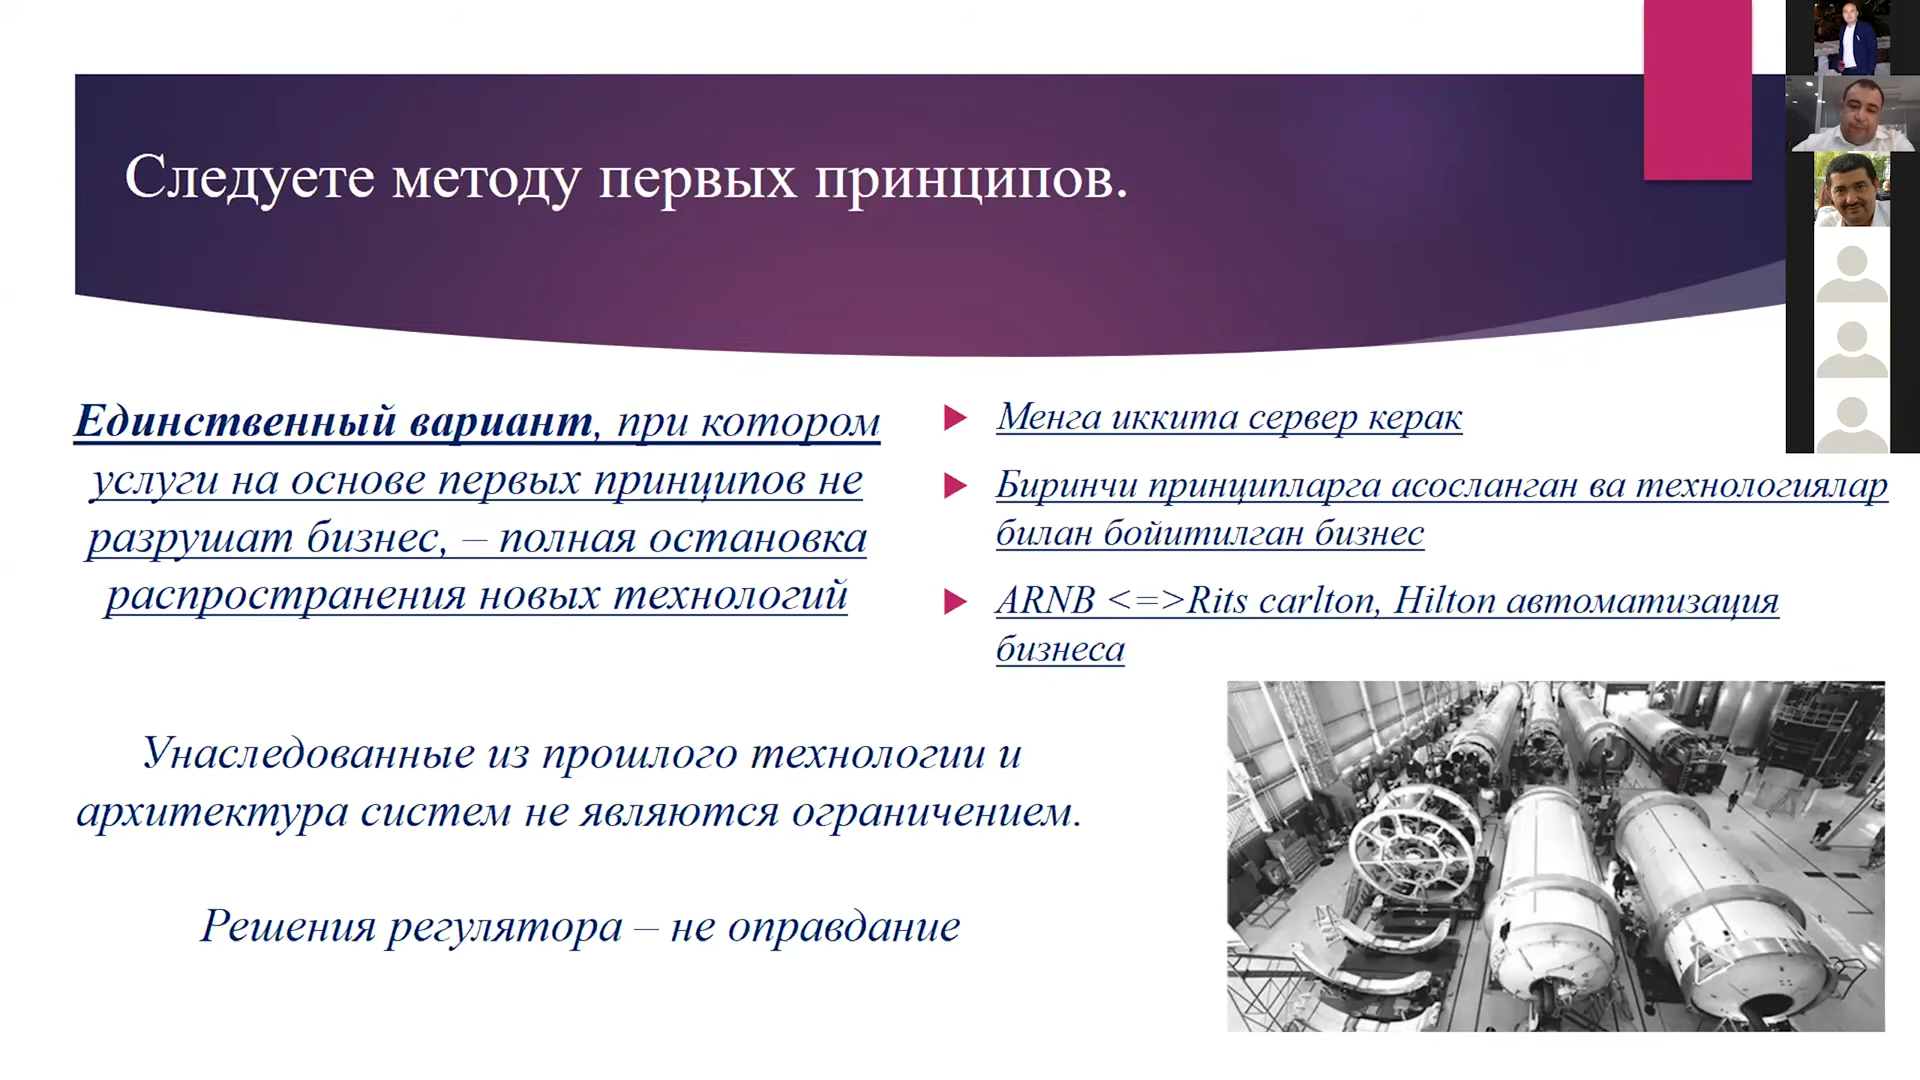 Следуете методу первых принципов.
Единственный вариант, при котором
услуги на основе первых принципов не
разрушат бизнес, – полная остановка
распространения новых технологий
Унаследованные из прошлого технологии и
архитектура систем не являются ограничением.
Решения регулятора – не оправдание
Менга иккита сервер керак
Биринчи принципларга асосланган ва технологиялар
билан бойитилган бизнес
ARNB <=>Rits carlton, Hilton автоматизация
бизнеса